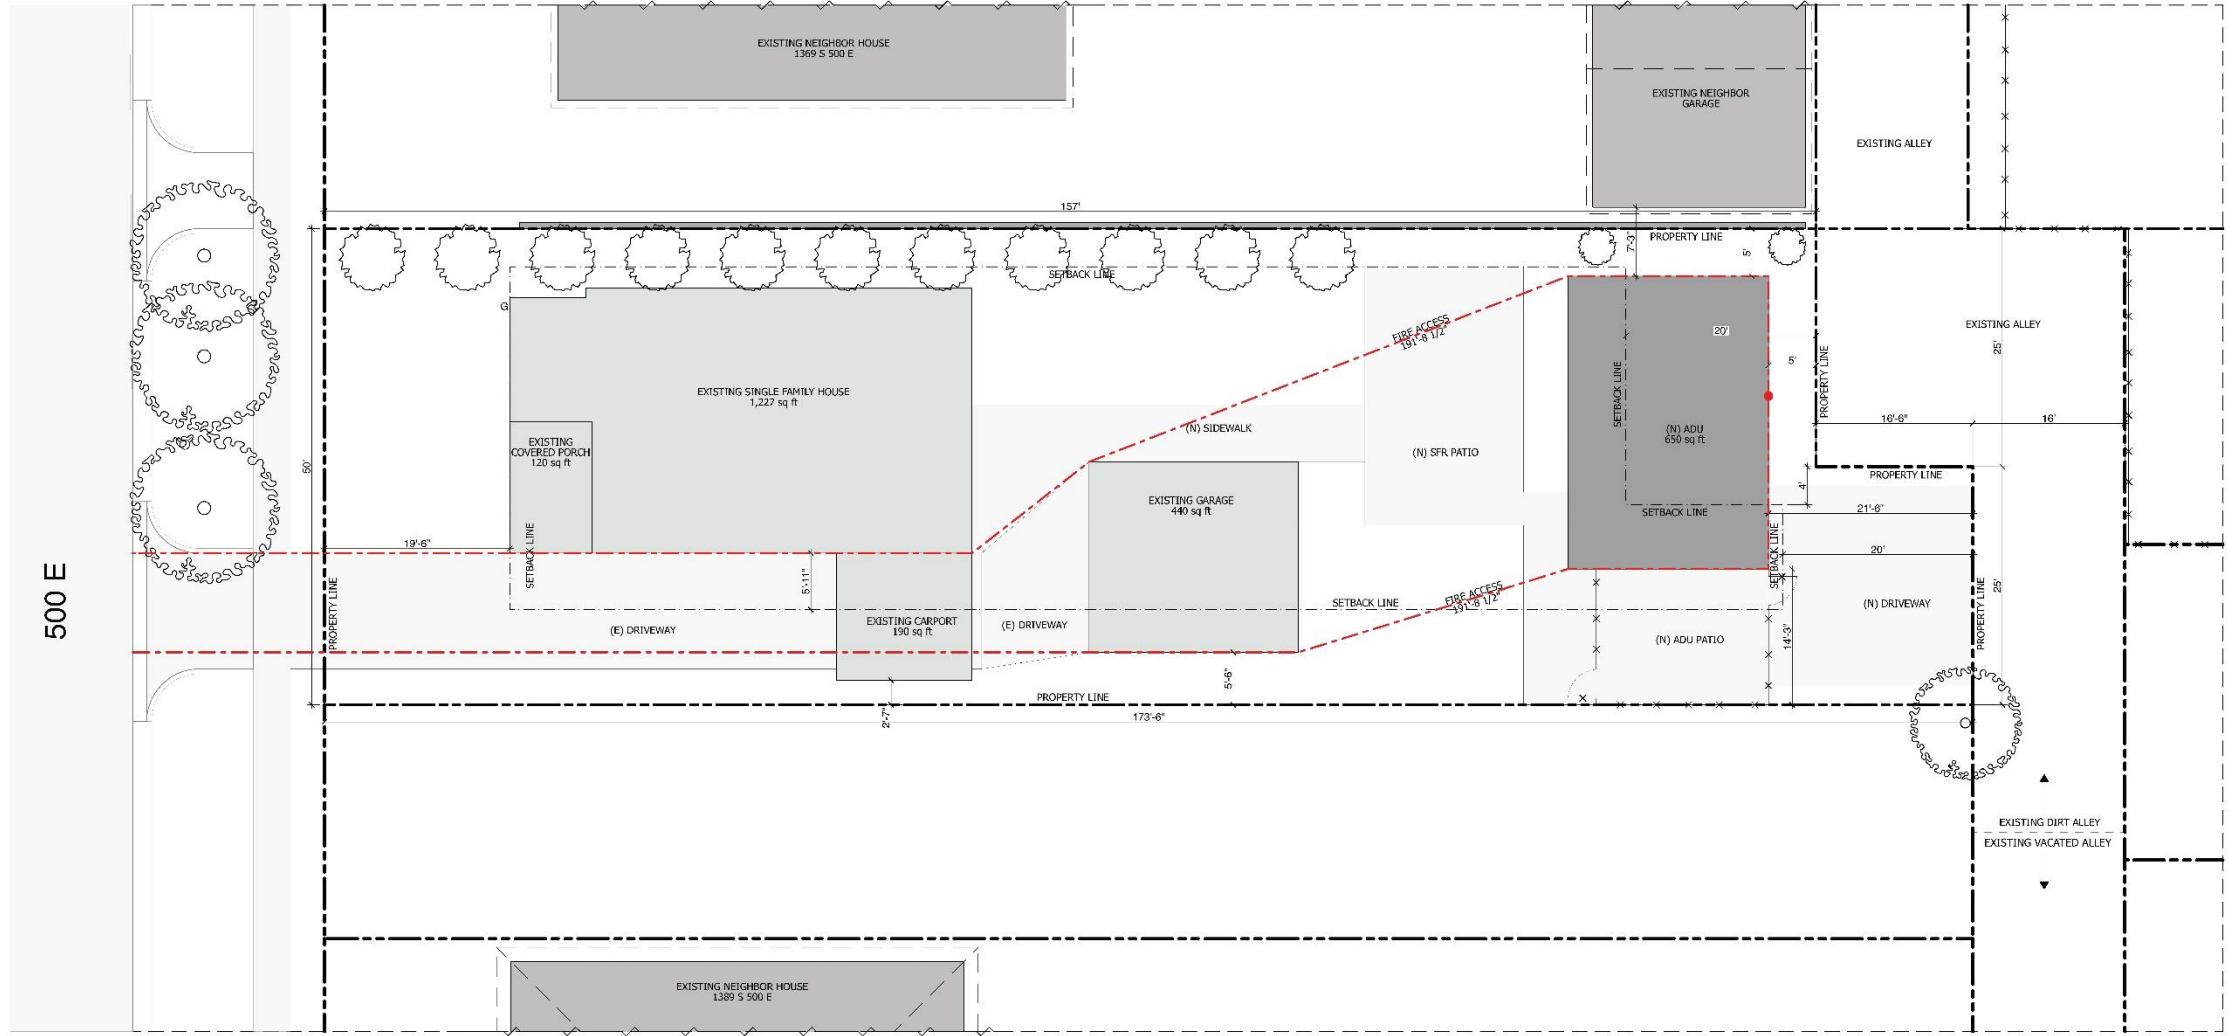 EXISTING NEIGHBOR HOUSE
1369 S 500 E
EXISTING NEIGHBOR
GARAGE
EXISTING ALLEY
157'
PROPERTY LINE
7'-3"
5'
SETBACK LINE
G
EXISTING SINGLE FAMILY HOUSE
1,227 sq ft
EXISTING
COVERED PORCH
120 sq ft
50'
19'-6"
SETBACK LINE
PROPERTY LINE
5'-11"
(E) DRIVEWAY
EXISTING CARPORT
190 sq ft
(E) DRIVEWAY
2'-7"
EXISTING GARAGE
440 sq ft
(N) SIDEWALK
FIRE ACCESS
191'-8 1/2"
(N) SFR PATIO
SETBACK LINE
FIRE ACCESS
191'-8 1/2"
5'-6"
PROPERTY LINE
173'-6"
20'
SETBACK LINE
(N) ADU
650 sq ft
SETBACK LINE
5'
PROPERTY LINE
EXISTING ALLEY
25'
16'-6"
16'
PROPERTY LINE
4'
21'-6"
20'
SETBACK LINE
(N) DRIVEWAY
PROPERTY LINE
25'
(N) ADU PATIO
14'-3"
500 E
EXISTING DIRT ALLEY
EXISTING VACATED ALLEY
EXISTING NEIGHBOR HOUSE
1389 S 500 E